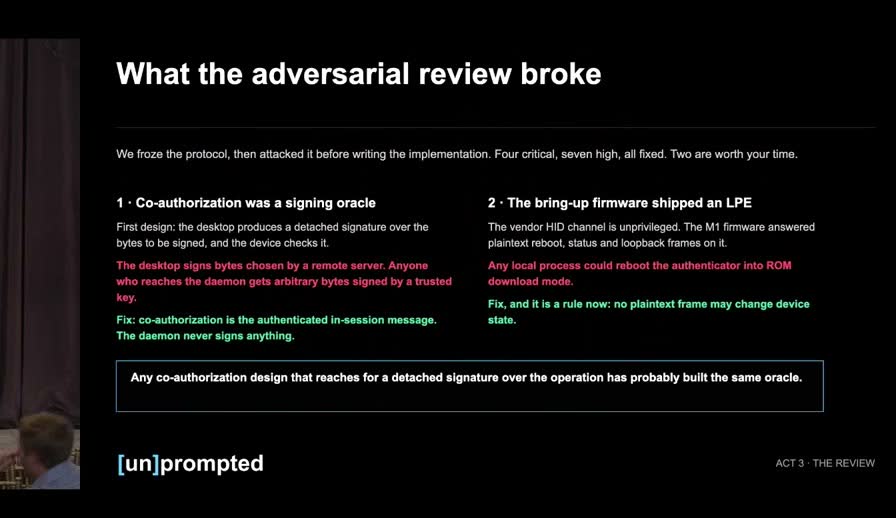 What the adversarial review broke
We froze the protocol, then attacked it before writing the implementation. Four critical, seven high, all fixed. Two are worth your time.
1 · Co-authorization was a signing oracle
First design: the desktop produces a detached signature over the
bytes to be signed, and the device checks it.
The desktop signs bytes chosen by a remote server. Anyone
who reaches the daemon gets arbitrary bytes signed by a trusted
key.
Fix: co-authorization is the authenticated in-session message.
The daemon never signs anything.
2 · The bring-up firmware shipped an LPE
The vendor HID channel is unprivileged. The M1 firmware answered
plaintext reboot, status and loopback frames on it.
Any local process could reboot the authenticator into ROM
download mode.
Fix, and it is a rule now: no plaintext frame may change device
state.
Any co-authorization design that reaches for a detached signature over the operation has probably built the same oracle.
[un]prompted
ACT 3 · THE REVIEW